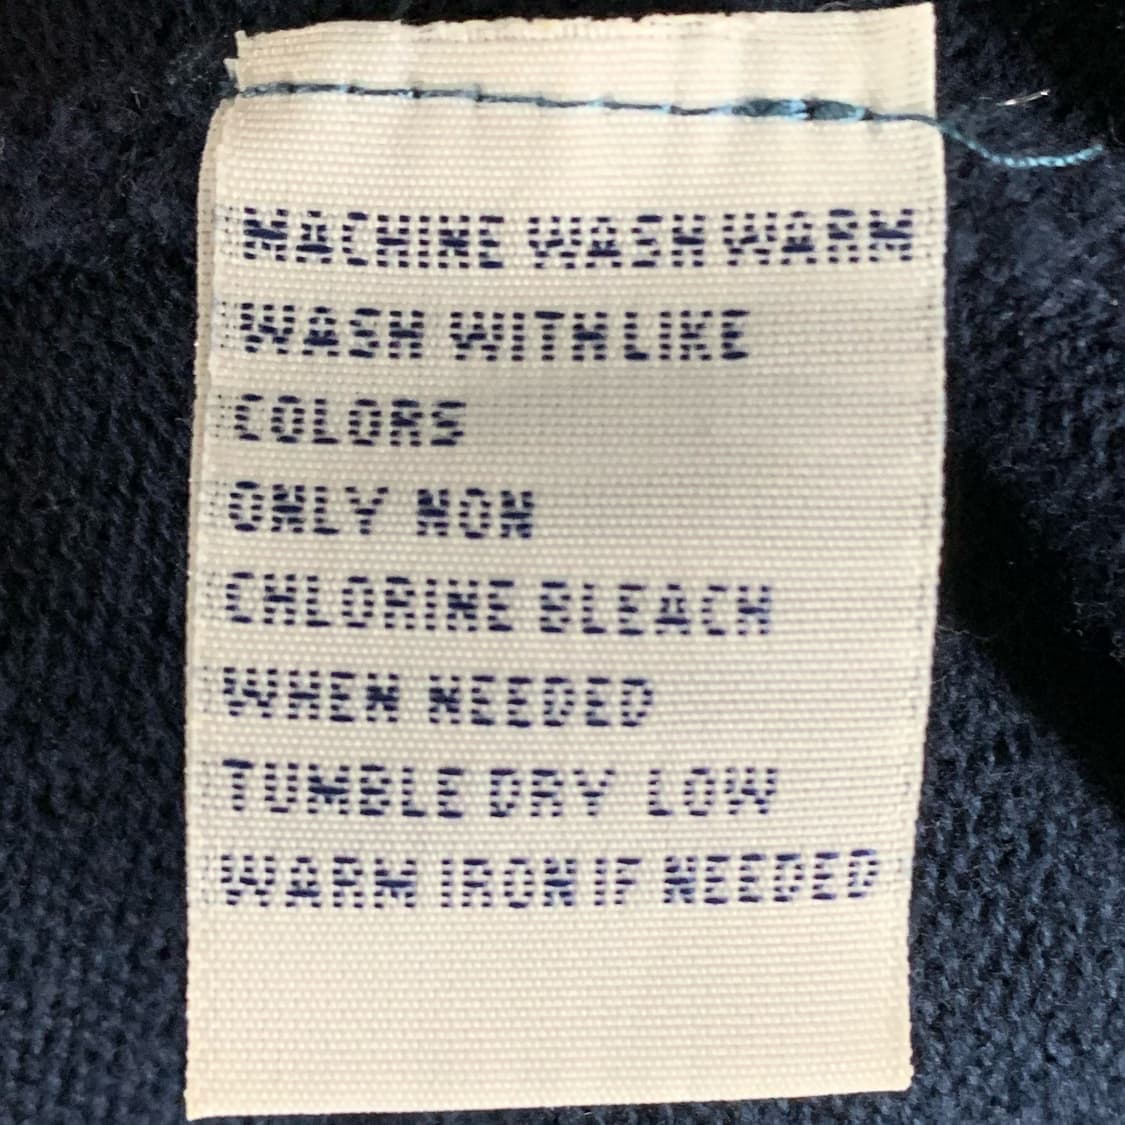 MACHINE WASH WARM
WASH WITH LIKE
COLORS
ONLY NON
CHLORINE BLEACH
WHEN NEEDED
TUMBLE DRY LOW
WARM IRON IF NEEDED